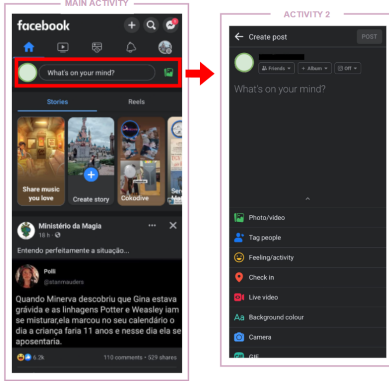 MAIN ACTIVITY
facebook
What's on your mind?
Stories
Reels
Share music
you love
Create story
Cokodive
Ministério da Magia
18 h
Entendo perfeitamente a situação...
Polli
@atanmauders
Quando Minerva descobriu que Gina estava
grávida e as linhagens Potter e Weasley iam
se misturar,ela marcou no seu calendário o
dia a criança faria 11 anos e nesse dia ela se
aposentaria.
6.2k
110 comments • 529 shares
ACTIVITY 2
Create post
POST
Friends
+ Album
Off
What's on your mind?
Photo/video
Tag people
Feeling/activity
Check in
Live video
Aa Background colour
Camera
GIF